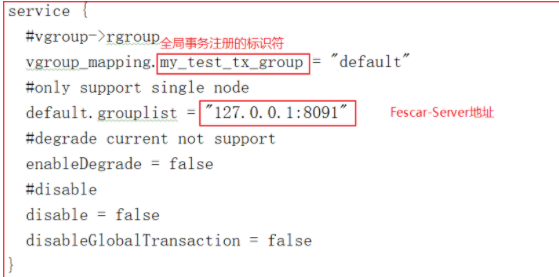 service {
#vgroup->rgroup
全局事务注册的标识符
vgroup_mapping.my_test_tx_group = "default"
#only support single node
default.grouplist = "127.0.0.1:8091" Fescar-Server地址
#degrade current not support
enableDegrade = false
#disable
disable = false
disableGlobalTransaction = false
}